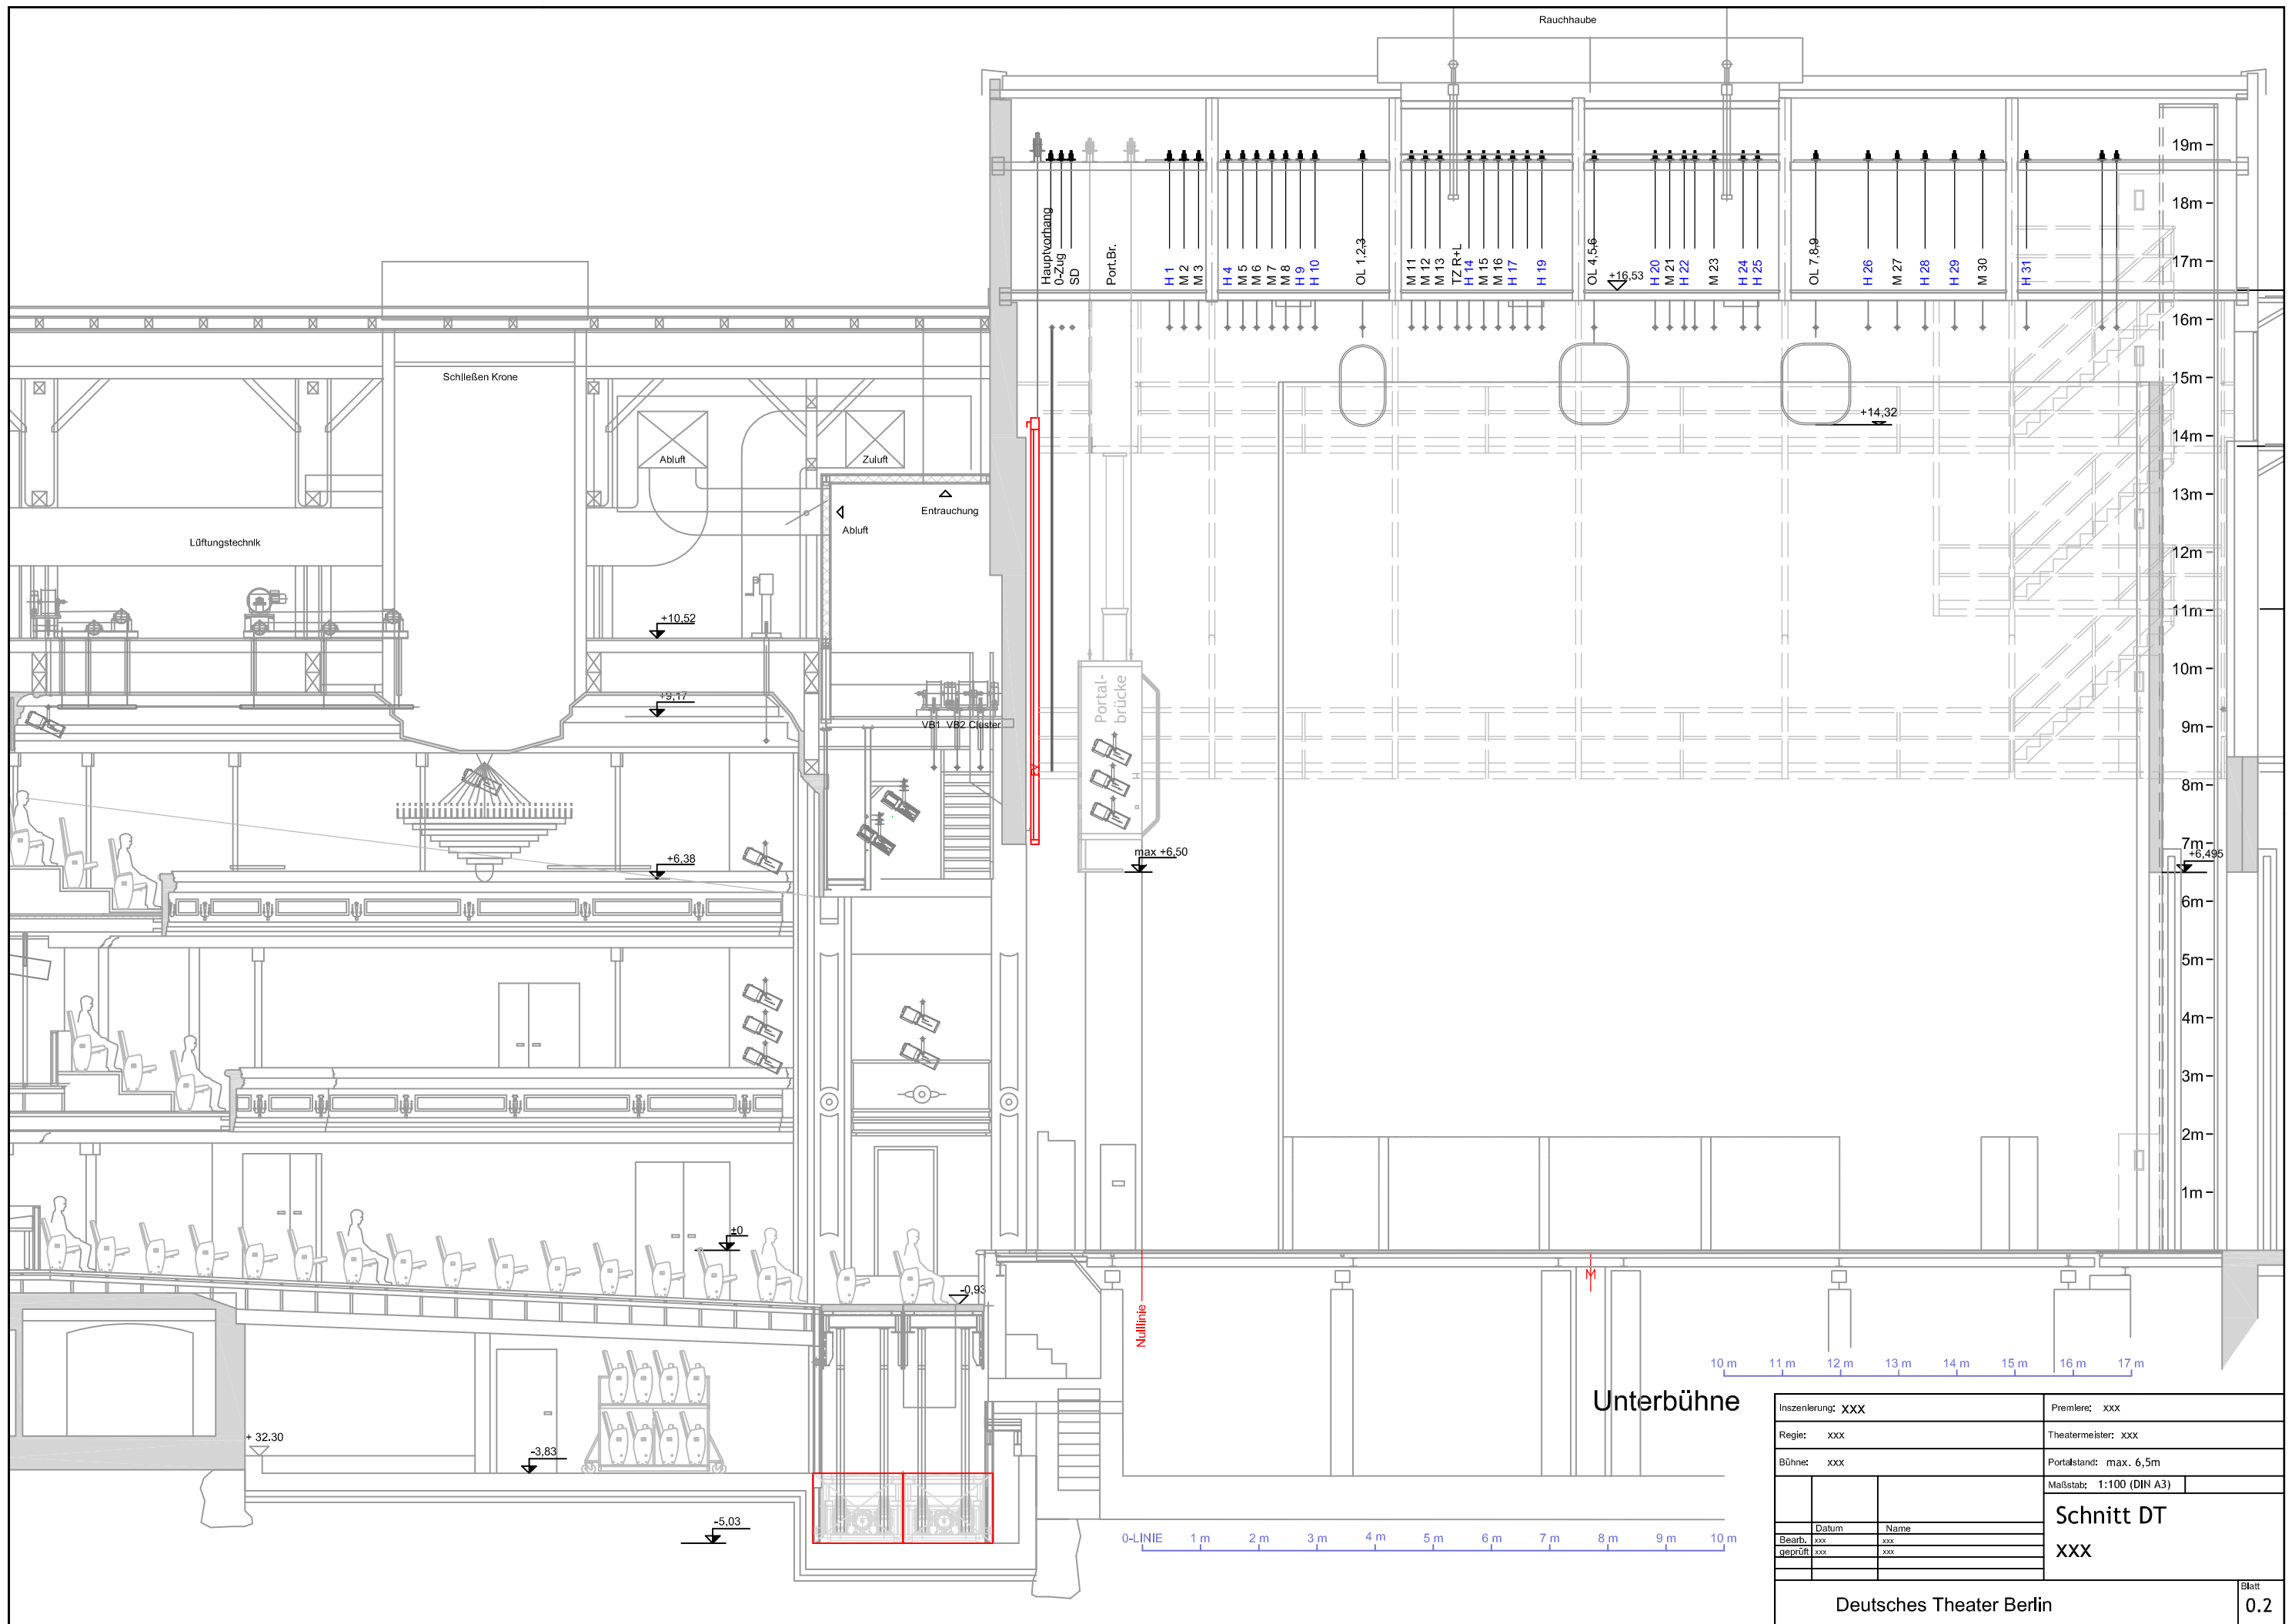 Rauchhaube
19m
18m
17m
16m
15m
14m
13m
12m
11m
10m
9m
8m
7m
6m
5m
4m
3m
2m
1m
Hauptvorhang
0-Zug
SD
Port.Br.
H 1
M 2
M 3
H 4
M 5
M 6
M 7
M 8
H 9
H 10
OL 1,2,3
M 11
M 12
M 13
TZ R+L
H 14
M 15
M 16
H 17
H 19
OL 4,5,6
+16,53
H 20
M 21
H 22
M 23
H 24
H 25
OL 7,8,9
H 26
M 27
H 28
H 29
M 30
H 31
Schließen Krone
+14,32
Abluft
Zuluft
Entrauchung
Abluft
Lüftungstechnik
+10,52
+9,17
Portal-
brücke
VB1 VB2 Cluster
FV
+6,38
max +6,50
+6,495
±0
-0,93
M
Nulllinie
10 m 11 m 12 m 13 m 14 m 15 m 16 m 17 m
Unterbühne
+ 32.30
-3,83
-5,03
0-LINIE 1 m 2 m 3 m 4 m 5 m 6 m 7 m 8 m 9 m 10 m
Inszenierung: xxx
Premiere: xxx
Regie: xxx
Theatermeister: xxx
Bühne: xxx
Portalstand: max. 6,5m
Maßstab: 1:100 (DIN A3)
Schnitt DT
xxx
Datum Name
Bearb. xxx xxx
geprüft xxx xxx
Deutsches Theater Berlin
Blatt
0.2